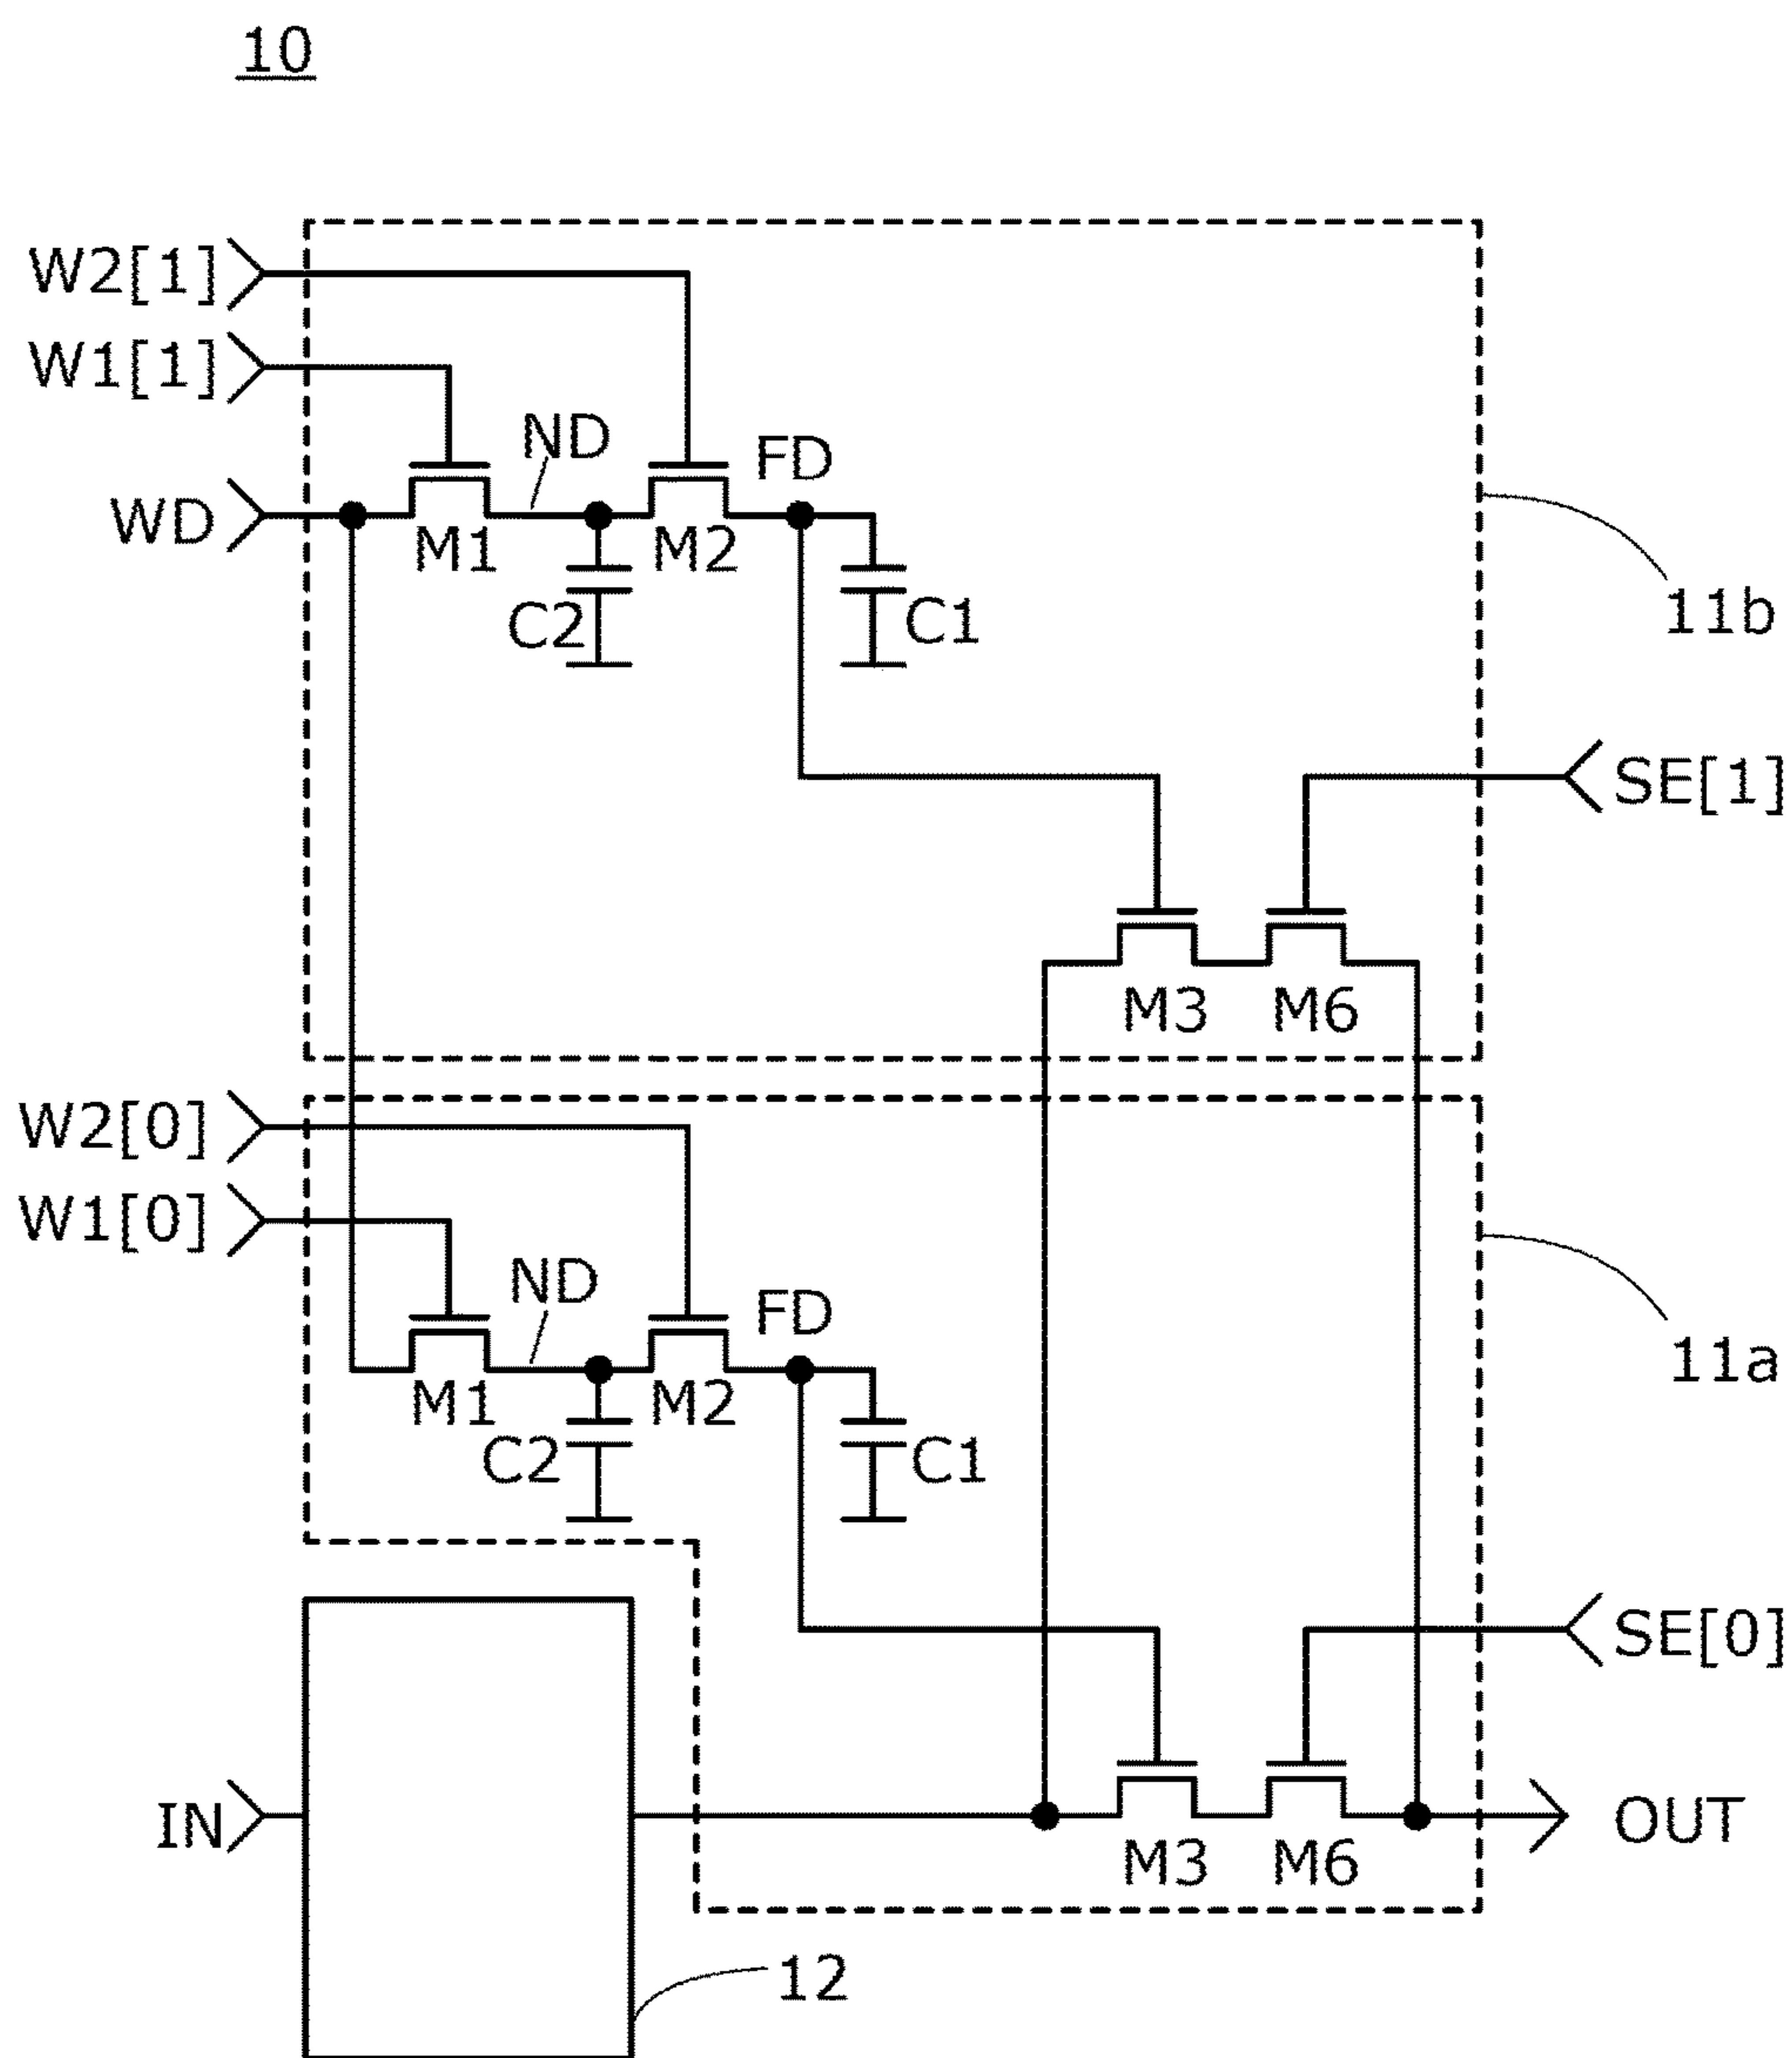 10
W2[1]
W1[1]
ND
FD
WD
M1
M2
C2
C1
11b
SE[1]
M3
M6
W2[0]
W1[0]
ND
FD
11a
M1
M2
C2
C1
SE[0]
IN
OUT
M3
M6
12